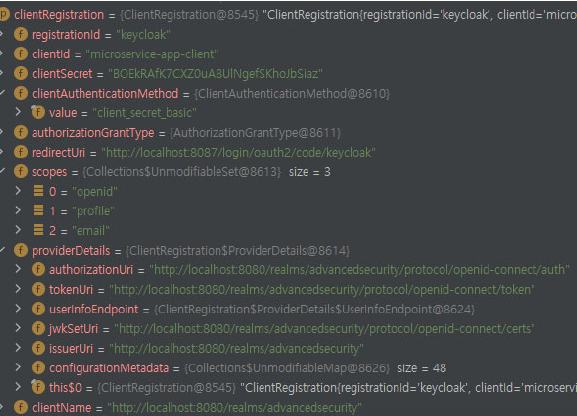 clientRegistration = {ClientRegistration@8545} "ClientRegistration{registrationId='keycloak', clientId='micros
registrationId = "keycloak"
clientId = "microservice-app-client"
clientSecret =
clientAuthenticationMethod = {ClientAuthenticationMethod@8610}
value = "client_secret_basic"
authorizationGrantType = {AuthorizationGrantType@8611}
redirectUri = "http://localhost:8087/login/oauth2/code/keycloak"
scopes = {Collections$UnmodifiableSet@8613} size = 3
0 = "openid"
1 = "profile"
2 = "email"
providerDetails = {ClientRegistration$ProviderDetails@8614}
authorizationUri = "http://localhost:8080/realms/advancedsecurity/protocol/openid-connect/auth"
tokenUri = "http://localhost:8080/realms/advancedsecurity/protocol/openid-connect/token"
userInfoEndpoint = {ClientRegistration$ProviderDetails$UserInfoEndpoint@8624}
jwkSetUri = "http://localhost:8080/realms/advancedsecurity/protocol/openid-connect/certs"
issuerUri = "http://localhost:8080/realms/advancedsecurity"
configurationMetadata = {Collections$UnmodifiableMap@8626} size = 48
this$0 = {ClientRegistration@8545} "ClientRegistration{registrationId='keycloak', clientId='microserv
clientName = "http://localhost:8080/realms/advancedsecurity"